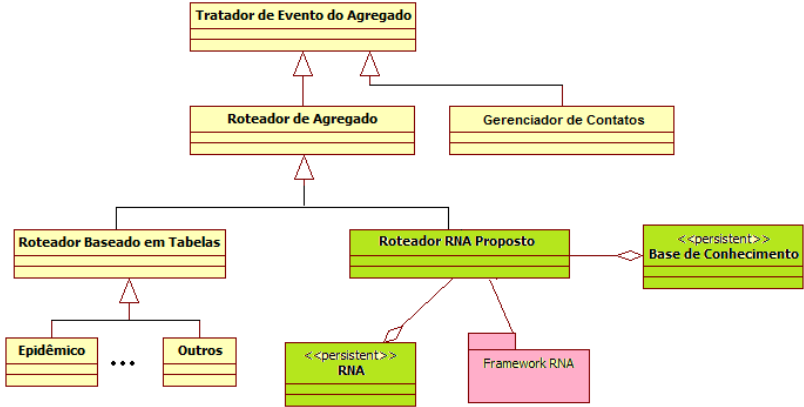 Tratador de Evento do Agregado
Roteador de Agregado
Gerenciador de Contatos
Roteador Baseado em Tabelas
Roteador RNA Proposto
<<persistent>>
Base de Conhecimento
Epidêmico
...
Outros
<<persistent>>
RNA
Framework RNA